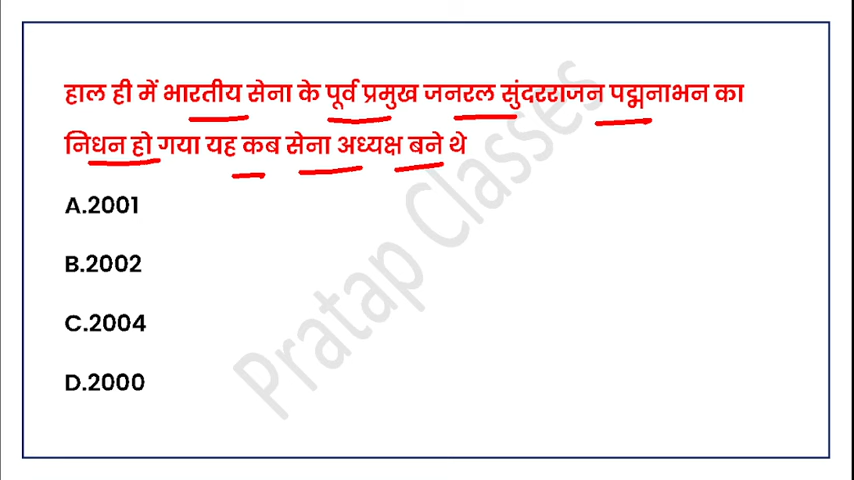 हाल ही में भारतीय सेना के पूर्व प्रमुख जनरल सुंदरराजन पद्मनाभन का
निधन हो गया यह कब सेना अध्यक्ष बने थे
A.2001
B.2002
C.2004
D.2000
Pratap Classes